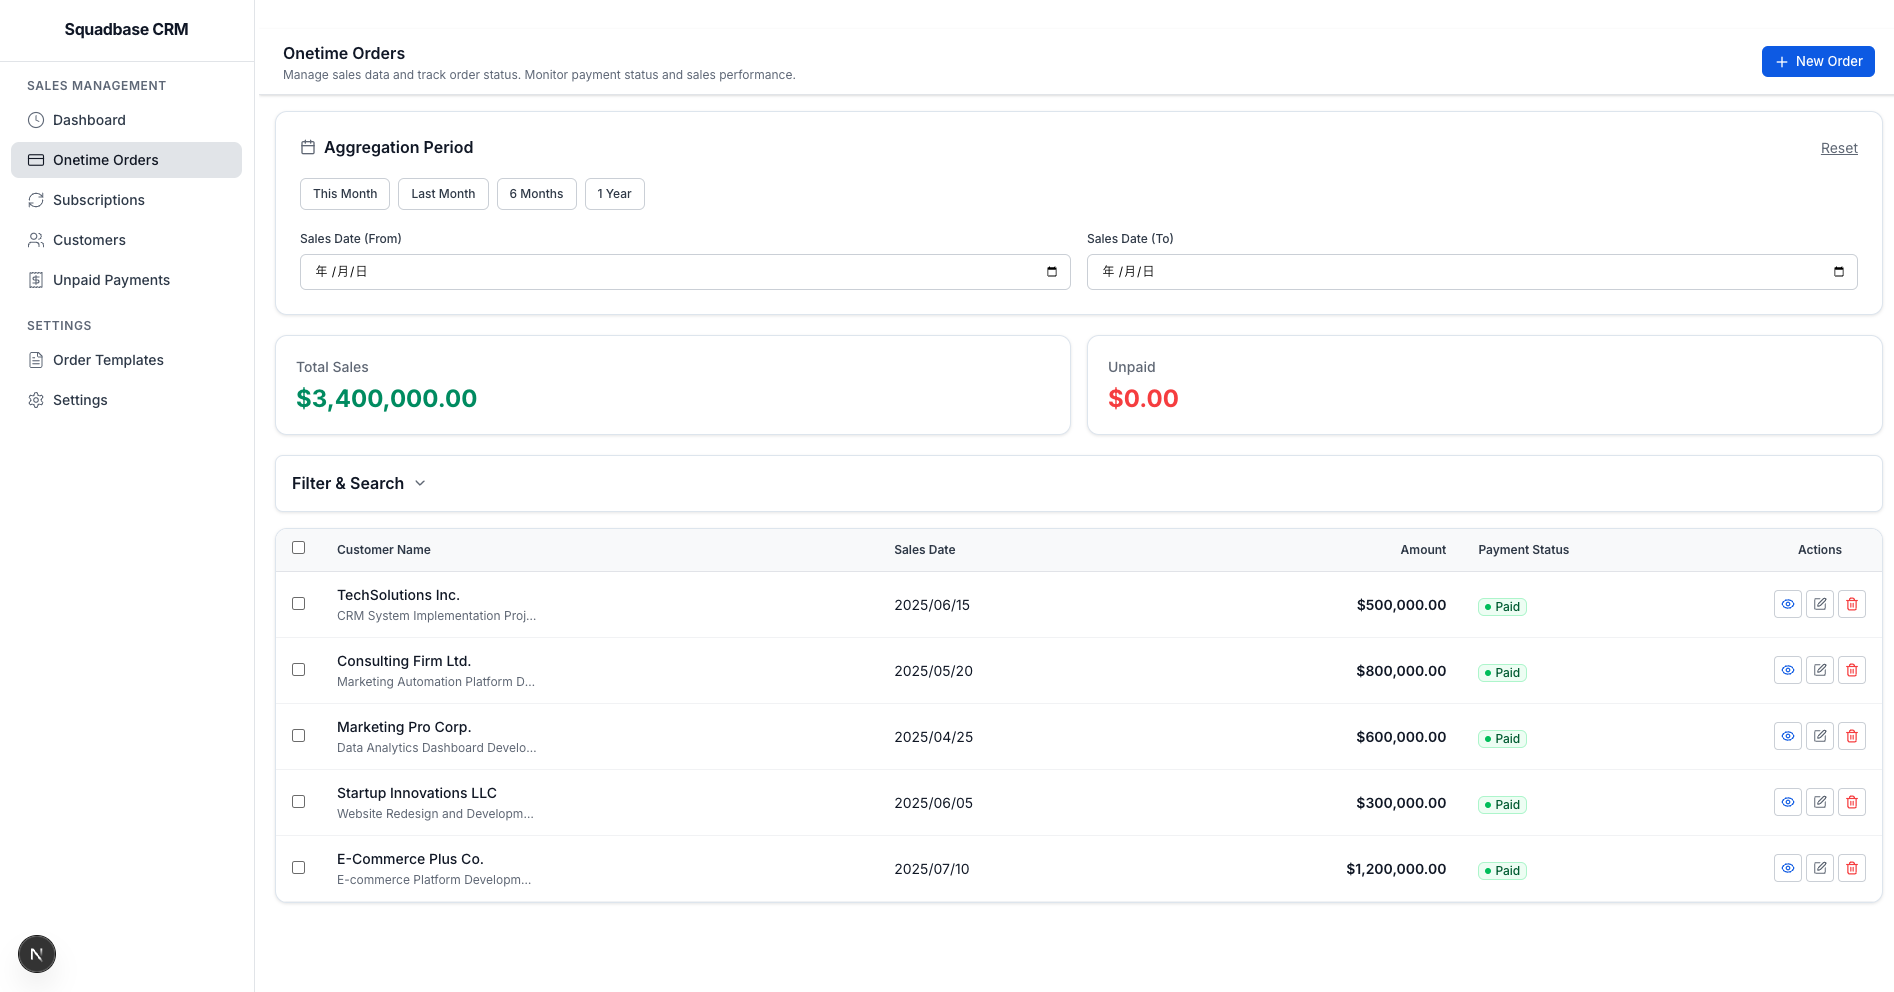 Squadbase CRM
SALES MANAGEMENT
Dashboard
Onetime Orders
Subscriptions
Customers
Unpaid Payments
SETTINGS
Order Templates
Settings
N
Onetime Orders
Manage sales data and track order status. Monitor payment status and sales performance.
New Order
Aggregation Period
Reset
This Month Last Month 6 Months 1 Year
Sales Date (From) Sales Date (To)
年 /月/日 年 /月/日
Total Sales Unpaid
$3,400,000.00 $0.00
Filter & Search
Customer Name Sales Date Amount Payment Status Actions
TechSolutions Inc.
CRM System Implementation Proj...
2025/06/15 $500,000.00 Paid
Consulting Firm Ltd.
Marketing Automation Platform D...
2025/05/20 $800,000.00 Paid
Marketing Pro Corp.
Data Analytics Dashboard Develo...
2025/04/25 $600,000.00 Paid
Startup Innovations LLC
Website Redesign and Developm...
2025/06/05 $300,000.00 Paid
E-Commerce Plus Co.
E-commerce Platform Developm...
2025/07/10 $1,200,000.00 Paid